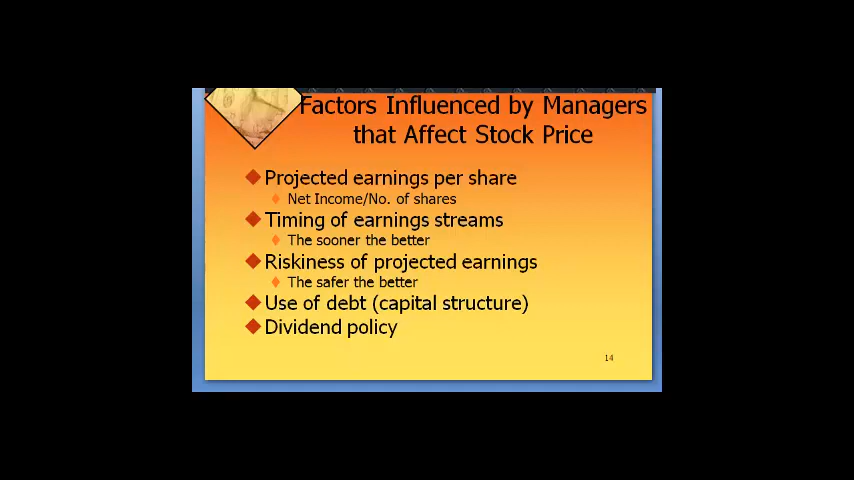 Factors Influenced by Managers
that Affect Stock Price
Projected earnings per share
Net Income/No. of shares
Timing of earnings streams
The sooner the better
Riskiness of projected earnings
The safer the better
Use of debt (capital structure)
Dividend policy
14